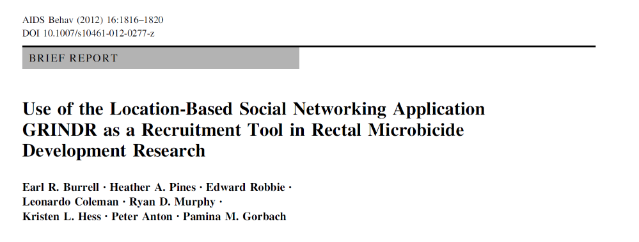 AIDS Behav (2012) 16:1816–1820
DOI 10.1007/s10461-012-0277-z
BRIEF REPORT
Use of the Location-Based Social Networking Application
GRINDR as a Recruitment Tool in Rectal Microbicide
Development Research
Earl R. Burrell · Heather A. Pines · Edward Robbie ·
Leonardo Coleman · Ryan D. Murphy ·
Kristen L. Hess · Peter Anton · Pamina M. Gorbach